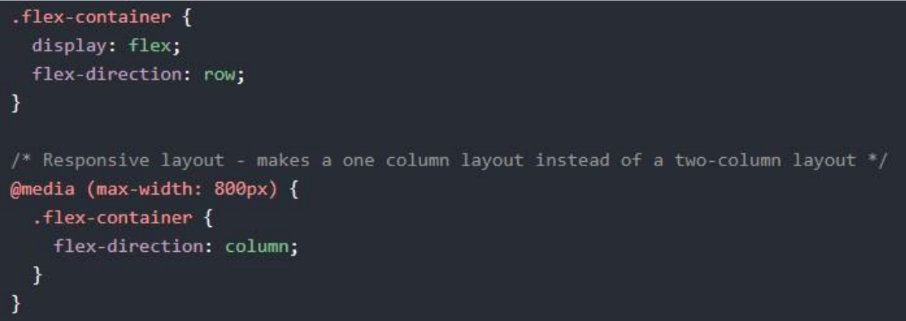 .flex-container {
  display: flex;
  flex-direction: row;
}

/* Responsive layout - makes a one column layout instead of a two-column layout */
@media (max-width: 800px) {
  .flex-container {
    flex-direction: column;
  }
}